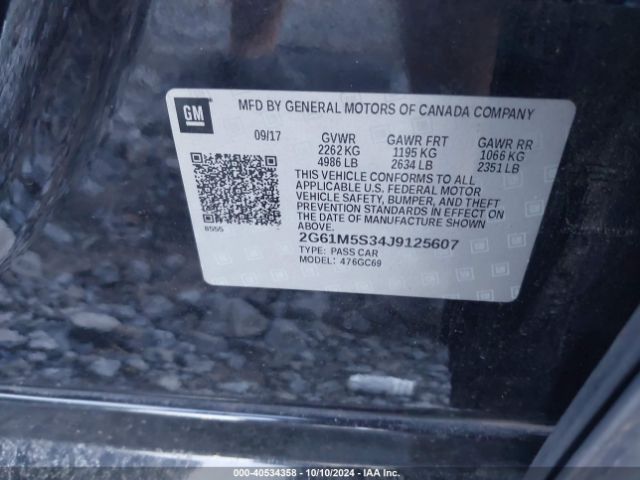 GM
MFD BY GENERAL MOTORS OF CANADA COMPANY
09/17 GVWR GAWR FRT GAWR RR
2262 KG 1195 KG 1066 KG
4986 LB 2634 LB 2351 LB
THIS VEHICLE CONFORMS TO ALL
APPLICABLE U.S. FEDERAL MOTOR
VEHICLE SAFETY, BUMPER, AND THEFT
PREVENTION STANDARDS IN EFFECT ON
THE DATE OF MANUFACTURE SHOWN
ABOVE.
8555
2G61M5S34J9125607
TYPE: PASS CAR
MODEL: 476GC69
000-40534358 - 10/10/2024 - IAA Inc.